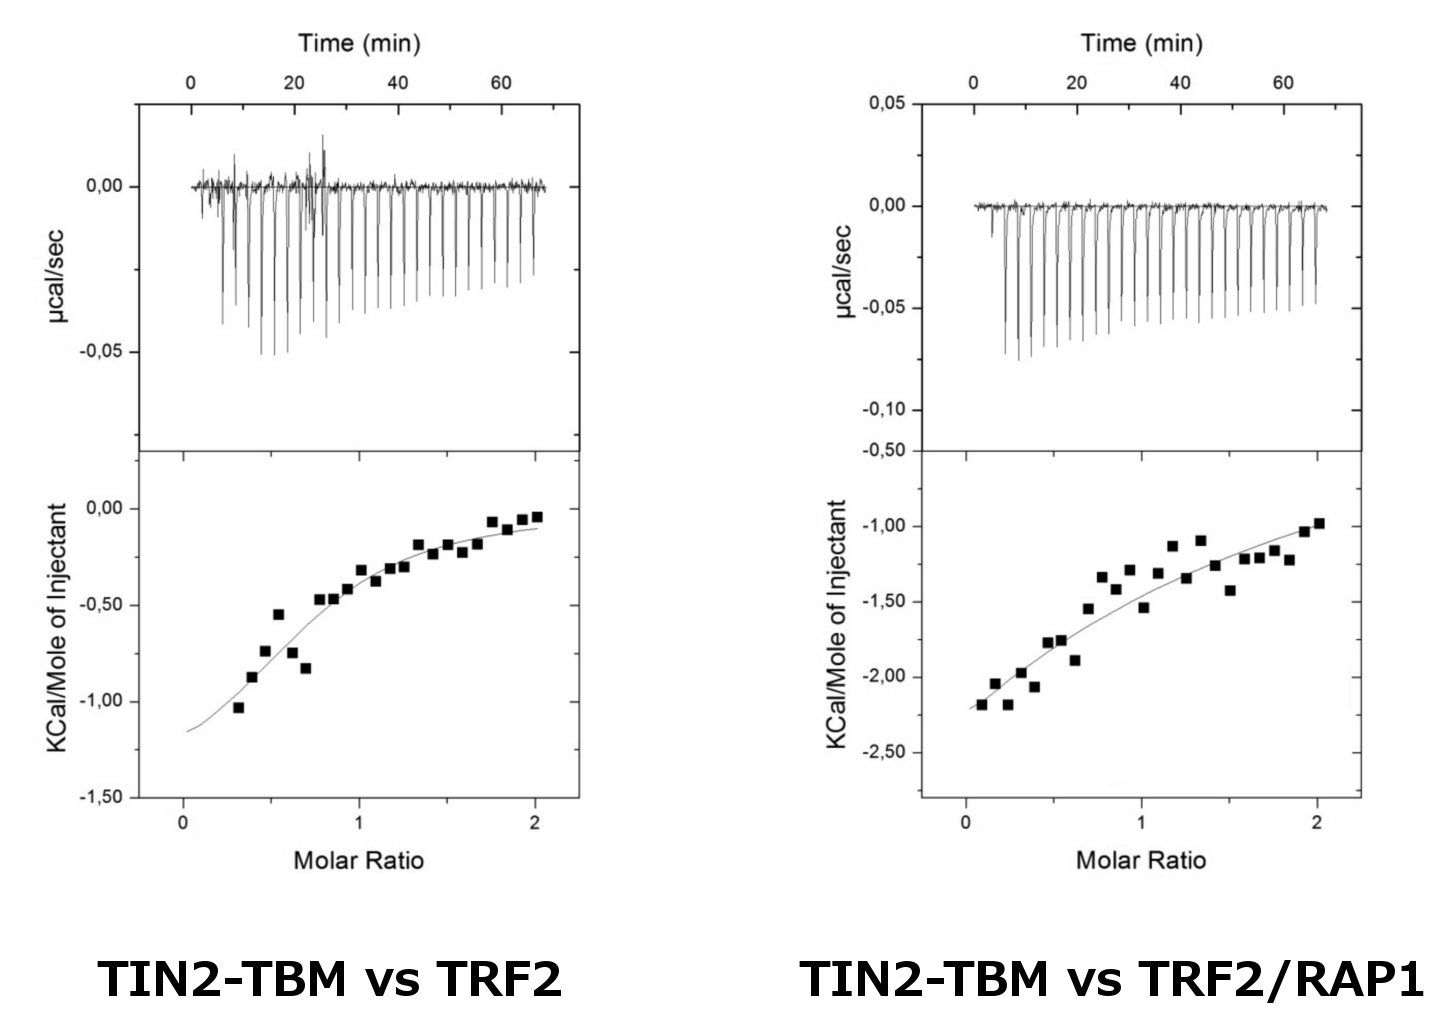 Time (min)
0 20 40 60
0,00
-0,05
µcal/sec
0,00
-0,50
-1,00
-1,50
KCal/Mole of Injectant
0 1 2
Molar Ratio
TIN2-TBM vs TRF2
Time (min)
0 20 40 60
0,05
0,00
-0,05
-0,10
-0,50
µcal/sec
-1,00
-1,50
-2,00
-2,50
KCal/Mole of Injectant
0 1 2
Molar Ratio
TIN2-TBM vs TRF2/RAP1